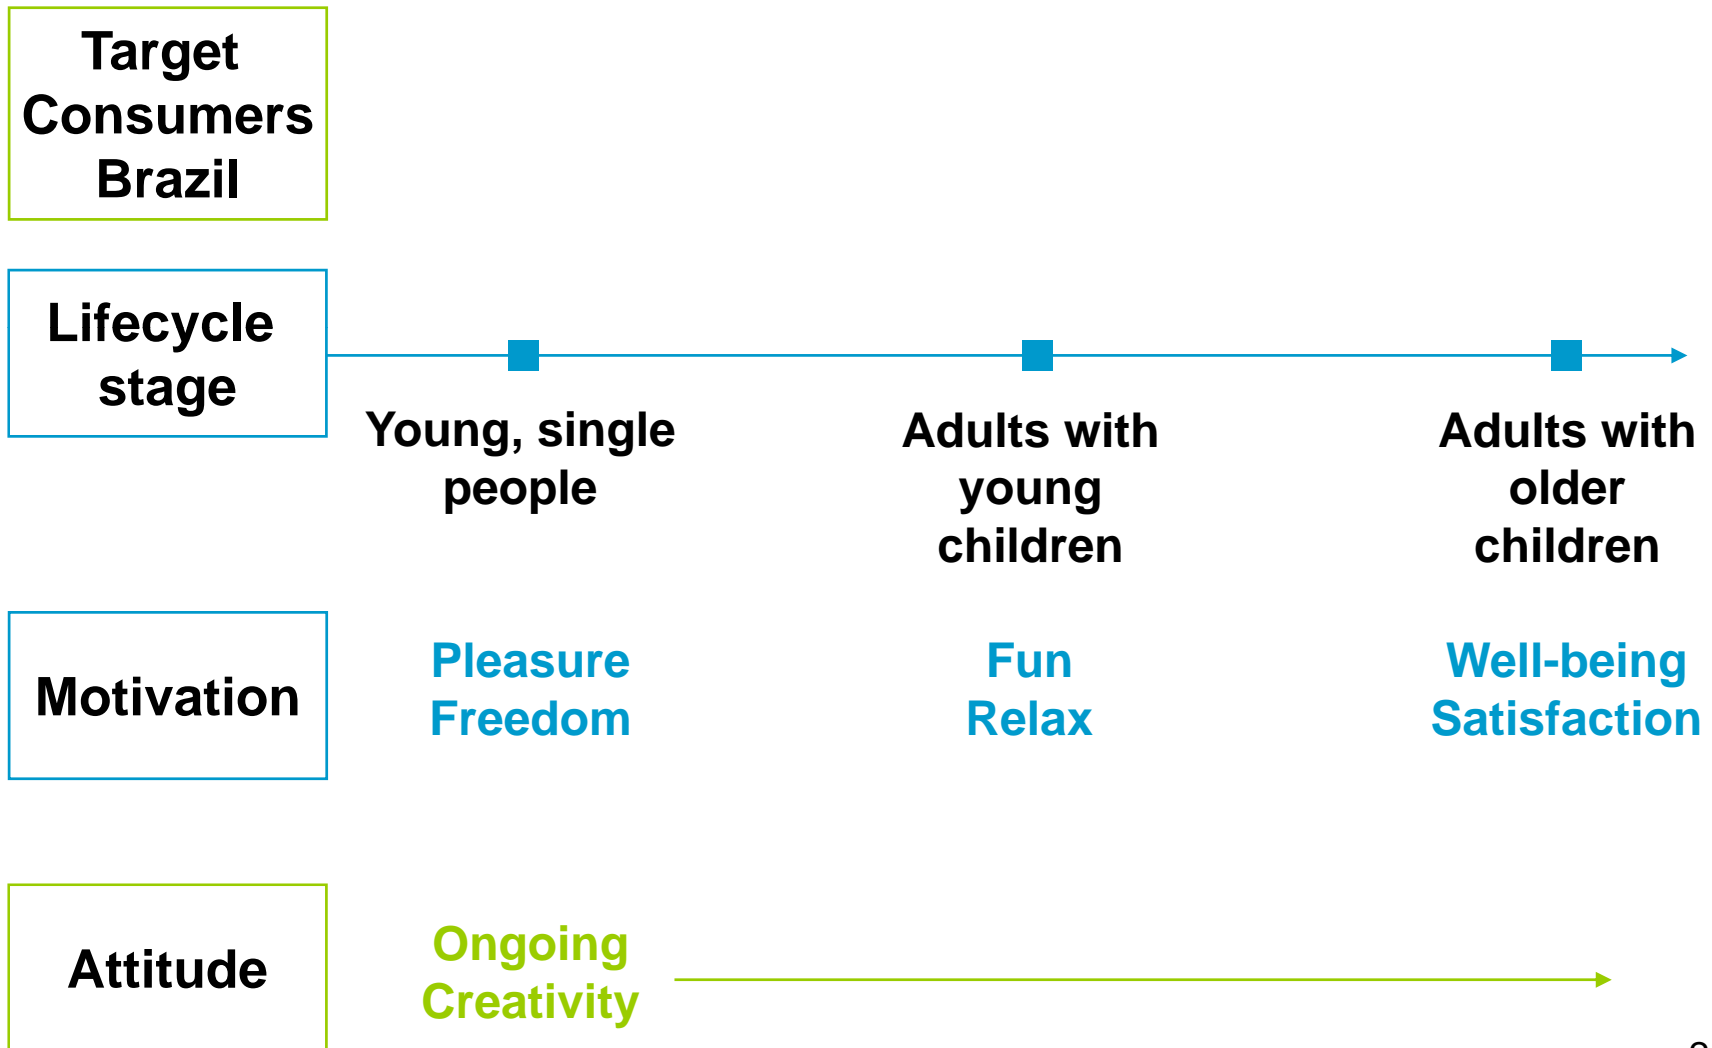 Target
Consumers
Brazil
Lifecycle
stage
Young, single
people
Adults with
young
children
Adults with
older
children
Motivation
Pleasure
Freedom
Fun
Relax
Well-being
Satisfaction
Attitude
Ongoing
Creativity